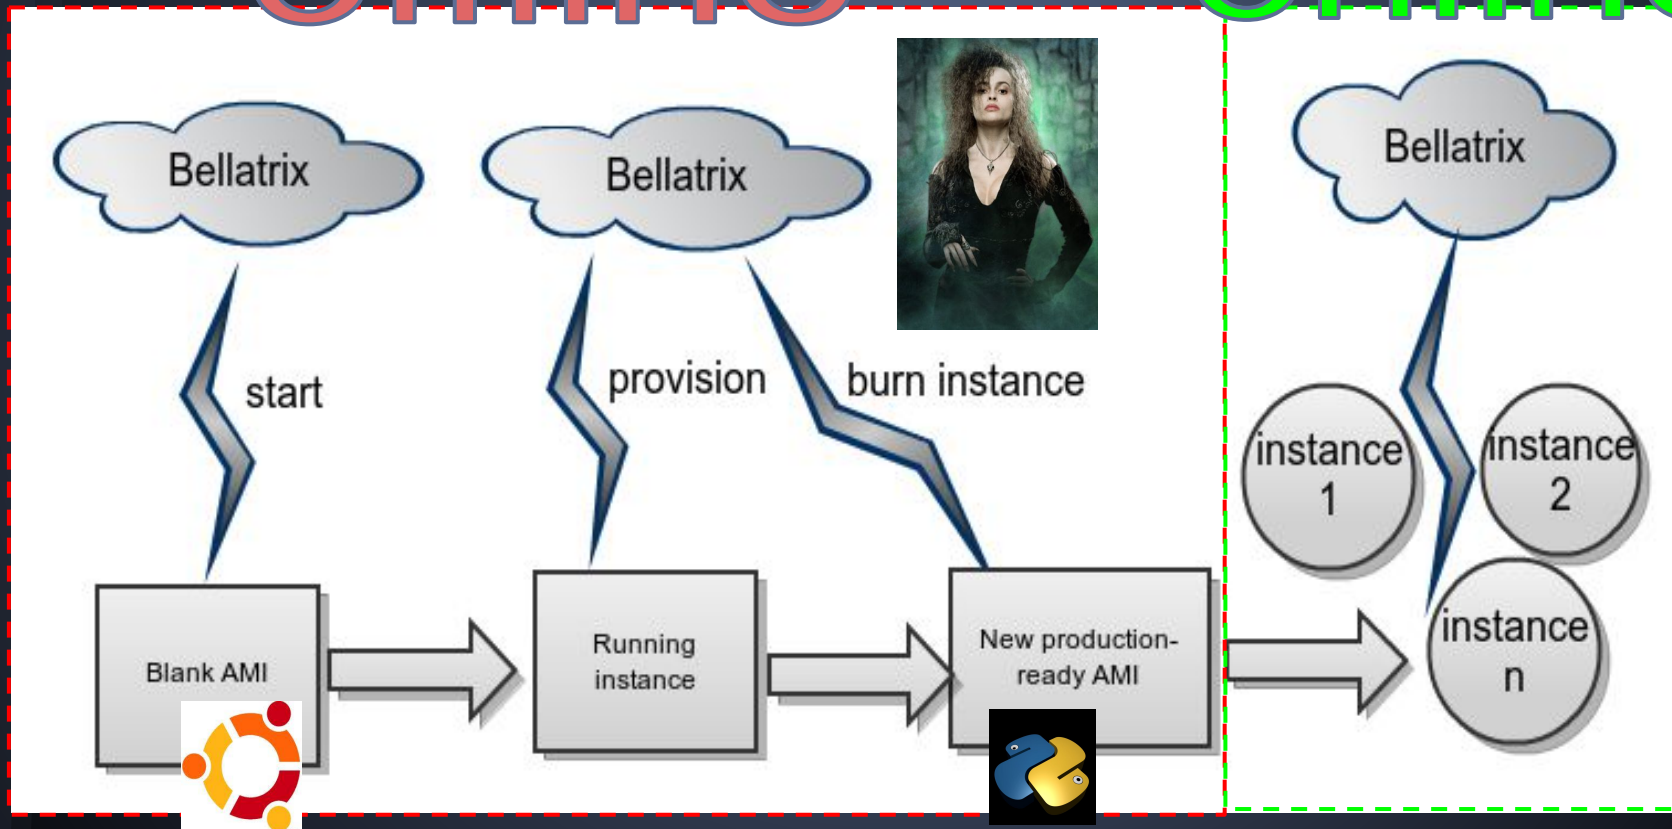 Bellatrix
Bellatrix
Bellatrix
start
provision
burn instance
instance
1
instance
2
instance
n
Blank AMI
Running
instance
New production-
ready AMI